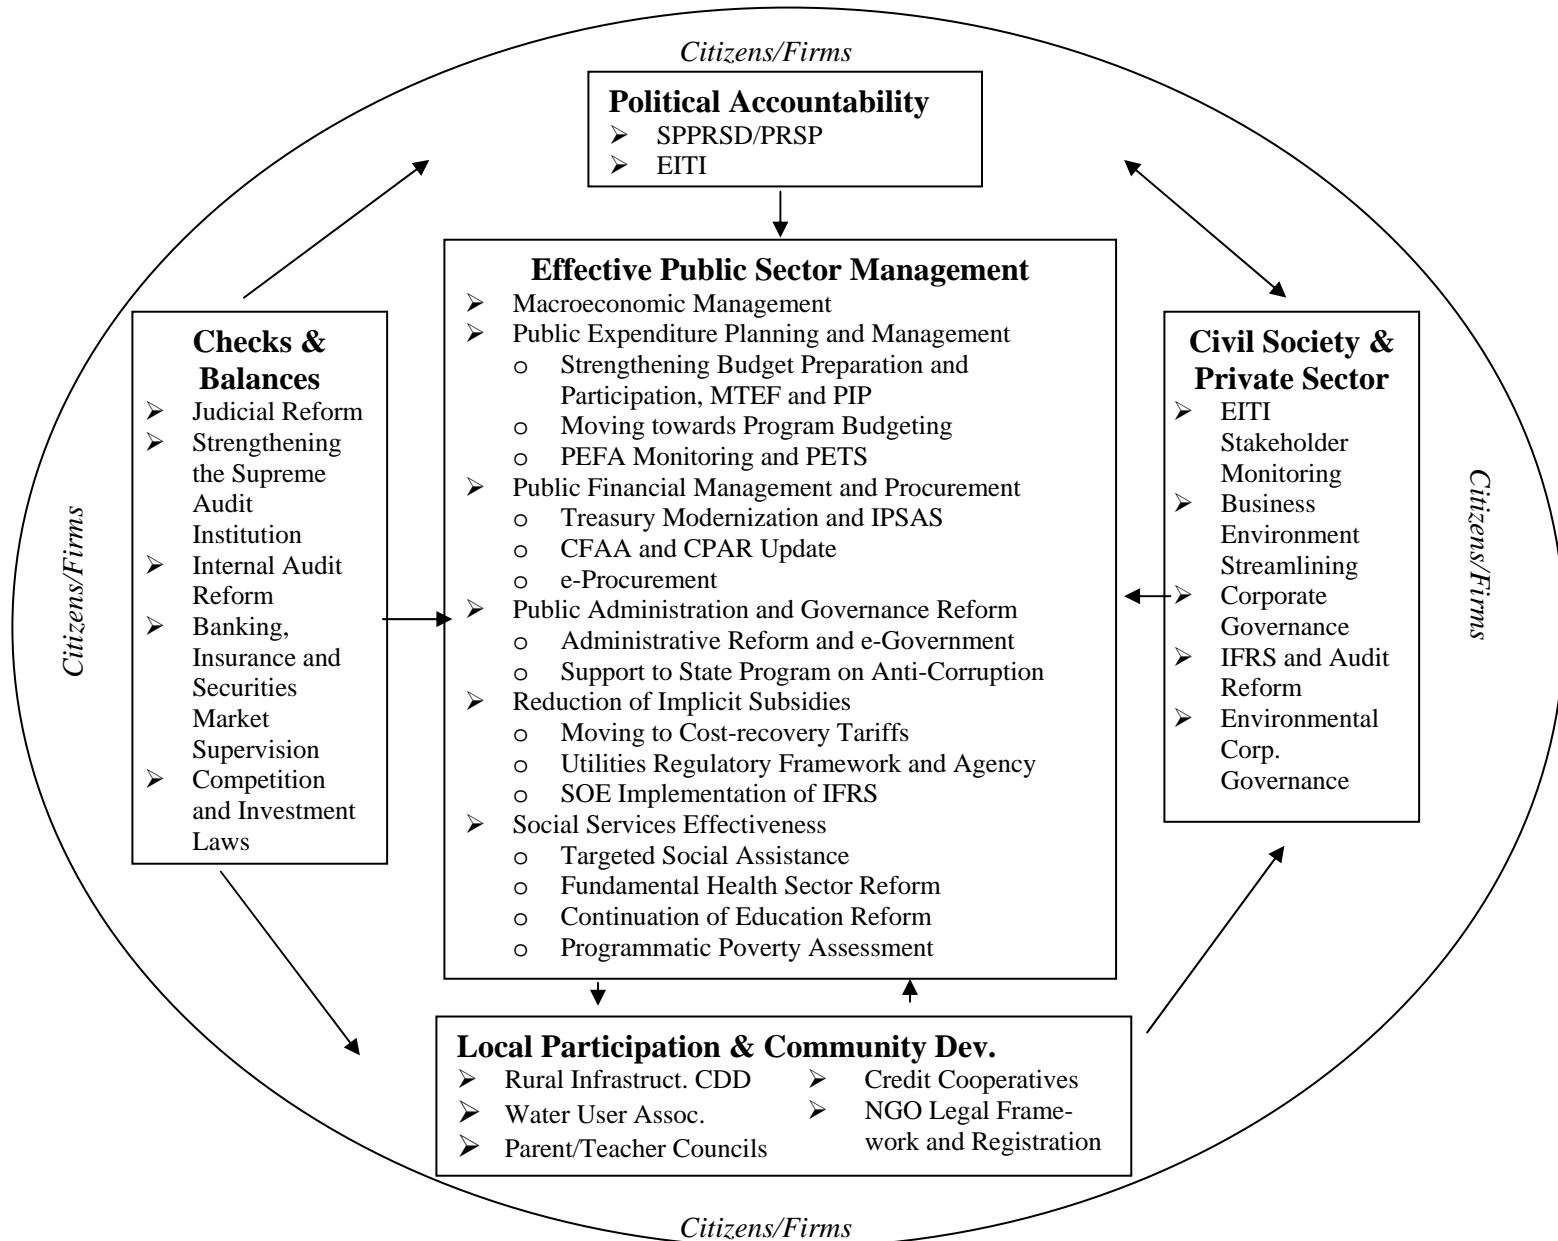 Citizens/Firms
Political Accountability
➢ SPPRSD/PRSP
➢ EITI
Effective Public Sector Management
➢ Macroeconomic Management
➢ Public Expenditure Planning and Management
o Strengthening Budget Preparation and
Participation, MTEF and PIP
o Moving towards Program Budgeting
o PEFA Monitoring and PETS
➢ Public Financial Management and Procurement
o Treasury Modernization and IPSAS
o CFAA and CPAR Update
o e-Procurement
➢ Public Administration and Governance Reform
o Administrative Reform and e-Government
o Support to State Program on Anti-Corruption
➢ Reduction of Implicit Subsidies
o Moving to Cost-recovery Tariffs
o Utilities Regulatory Framework and Agency
o SOE Implementation of IFRS
➢ Social Services Effectiveness
o Targeted Social Assistance
o Fundamental Health Sector Reform
o Continuation of Education Reform
o Programmatic Poverty Assessment
Citizens/Firms
Checks &
Balances
➢ Judicial Reform
➢ Strengthening
the Supreme
Audit
Institution
➢ Internal Audit
Reform
➢ Banking,
Insurance and
Securities
Market
Supervision
➢ Competition
and Investment
Laws
Civil Society &
Private Sector
➢ EITI
Stakeholder
Monitoring
➢ Business
Environment
Streamlining
➢ Corporate
Governance
➢ IFRS and Audit
Reform
➢ Environmental
Corp.
Governance
Citizens/Firms
Local Participation & Community Dev.
➢ Rural Infrastruct. CDD
➢ Water User Assoc.
➢ Parent/Teacher Councils
➢ Credit Cooperatives
➢ NGO Legal Frame-
work and Registration
Citizens/Firms